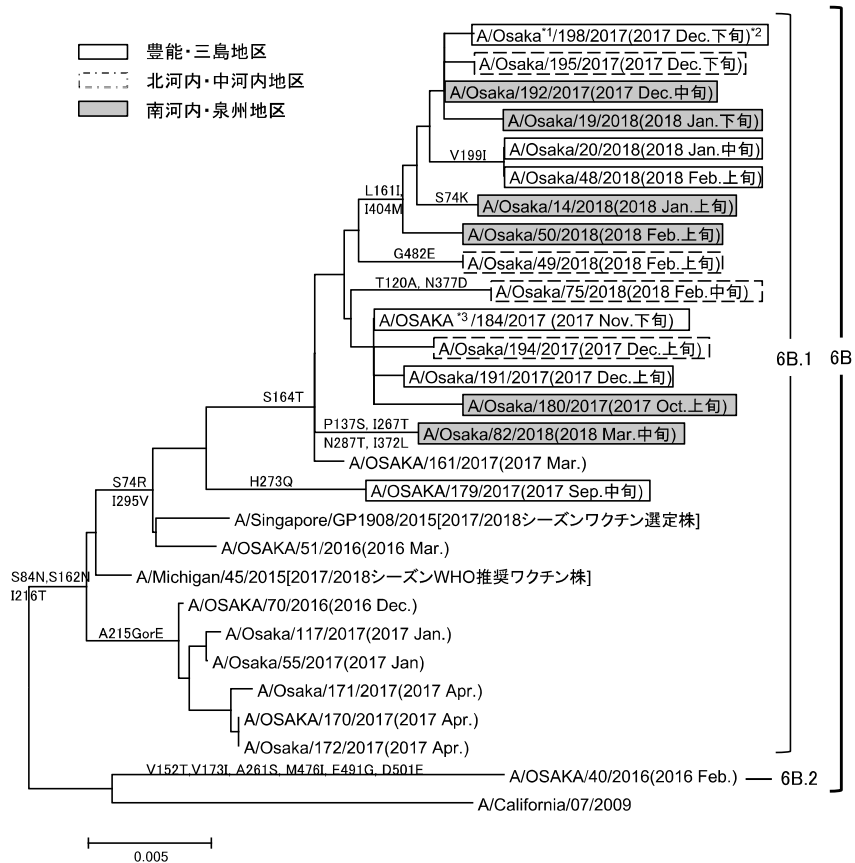 豊能・三島地区
北河内・中河内地区
南河内・泉州地区
A/Osaka*1/198/2017(2017 Dec.下旬)*2
A/Osaka/195/2017(2017 Dec.下旬)
A/Osaka/192/2017(2017 Dec.中旬)
A/Osaka/19/2018(2018 Jan.下旬)
A/Osaka/20/2018(2018 Jan.中旬)
V199I
A/Osaka/48/2018(2018 Feb.上旬)
L161I,
I404M
S74K
A/Osaka/14/2018(2018 Jan.上旬)
A/Osaka/50/2018(2018 Feb.上旬)
G482E
A/Osaka/49/2018(2018 Feb.上旬)
T120A, N377D
A/Osaka/75/2018(2018 Feb.中旬)
A/OSAKA *3 /184/2017 (2017 Nov.下旬)
A/Osaka/194/2017(2017 Dec.上旬)
6B.1
6B
A/Osaka/191/2017(2017 Dec.上旬)
S164T
A/Osaka/180/2017(2017 Oct.上旬)
P137S, I267T
N287T, I372L
A/Osaka/82/2018(2018 Mar.中旬)
A/OSAKA/161/2017(2017 Mar.)
S74R
I295V
H273Q
A/OSAKA/179/2017(2017 Sep.中旬)
A/Singapore/GP1908/2015[2017/2018シーズンワクチン選定株]
A/OSAKA/51/2016(2016 Mar.)
S84N,S162N
I216T
A/Michigan/45/2015[2017/2018シーズンWHO推奨ワクチン株]
A/OSAKA/70/2016(2016 Dec.)
A215GorE
A/Osaka/117/2017(2017 Jan.)
A/Osaka/55/2017(2017 Jan)
A/Osaka/171/2017(2017 Apr.)
A/OSAKA/170/2017(2017 Apr.)
A/Osaka/172/2017(2017 Apr.)
V152T,V173I, A261S, M476I, E491G, D501E
A/OSAKA/40/2016(2016 Feb.)
6B.2
A/California/07/2009
0.005